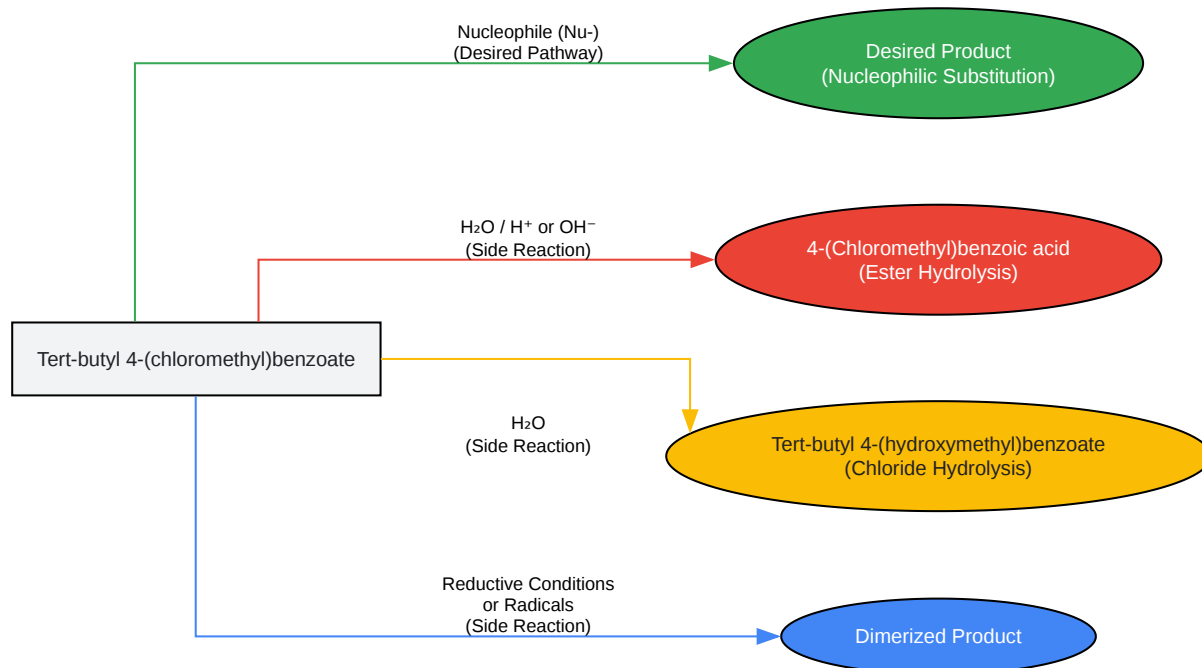 Nucleophile (Nu-)
(Desired Pathway)
Desired Product
(Nucleophilic Substitution)
H₂O / H⁺ or OH⁻
(Side Reaction)
4-(Chloromethyl)benzoic acid
(Ester Hydrolysis)
Tert-butyl 4-(chloromethyl)benzoate
H₂O
(Side Reaction)
Tert-butyl 4-(hydroxymethyl)benzoate
(Chloride Hydrolysis)
Reductive Conditions
or Radicals
(Side Reaction)
Dimerized Product